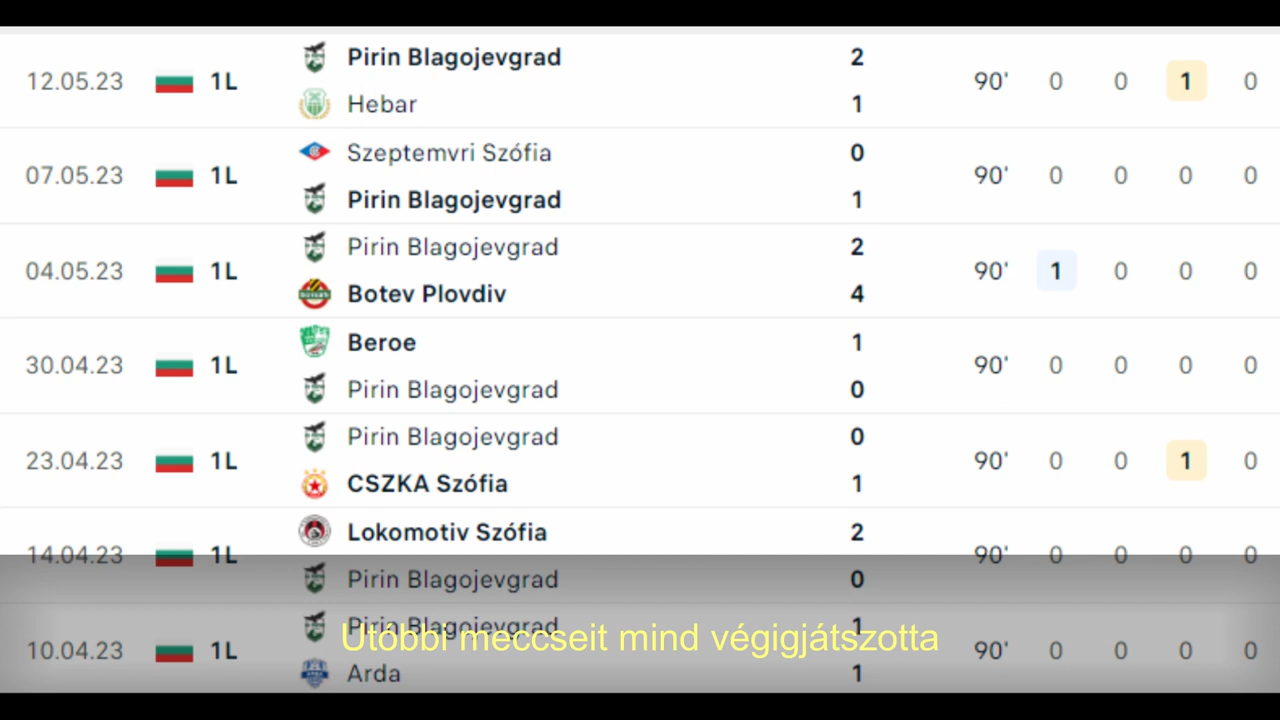 Pirin Blagojevgrad 2
12.05.23 1L 90' 0 0 1 0
Hebar 1
Szeptemvri Szófia 0
07.05.23 1L 90' 0 0 0 0
Pirin Blagojevgrad 1
Pirin Blagojevgrad 2
04.05.23 1L 90' 1 0 0 0
Botev Plovdiv 4
Beroe 1
30.04.23 1L 90' 0 0 0 0
Pirin Blagojevgrad 0
Pirin Blagojevgrad 0
23.04.23 1L 90' 0 0 1 0
CSZKA Szófia 1
Lokomotiv Szófia 2
14.04.23 1L 90' 0 0 0 0
Pirin Blagojevgrad 0
Pirin Blagojevgrad 1
Utóbbi meccseit mind végigjátszotta
10.04.23 1L 90' 0 0 0 0
Arda 1